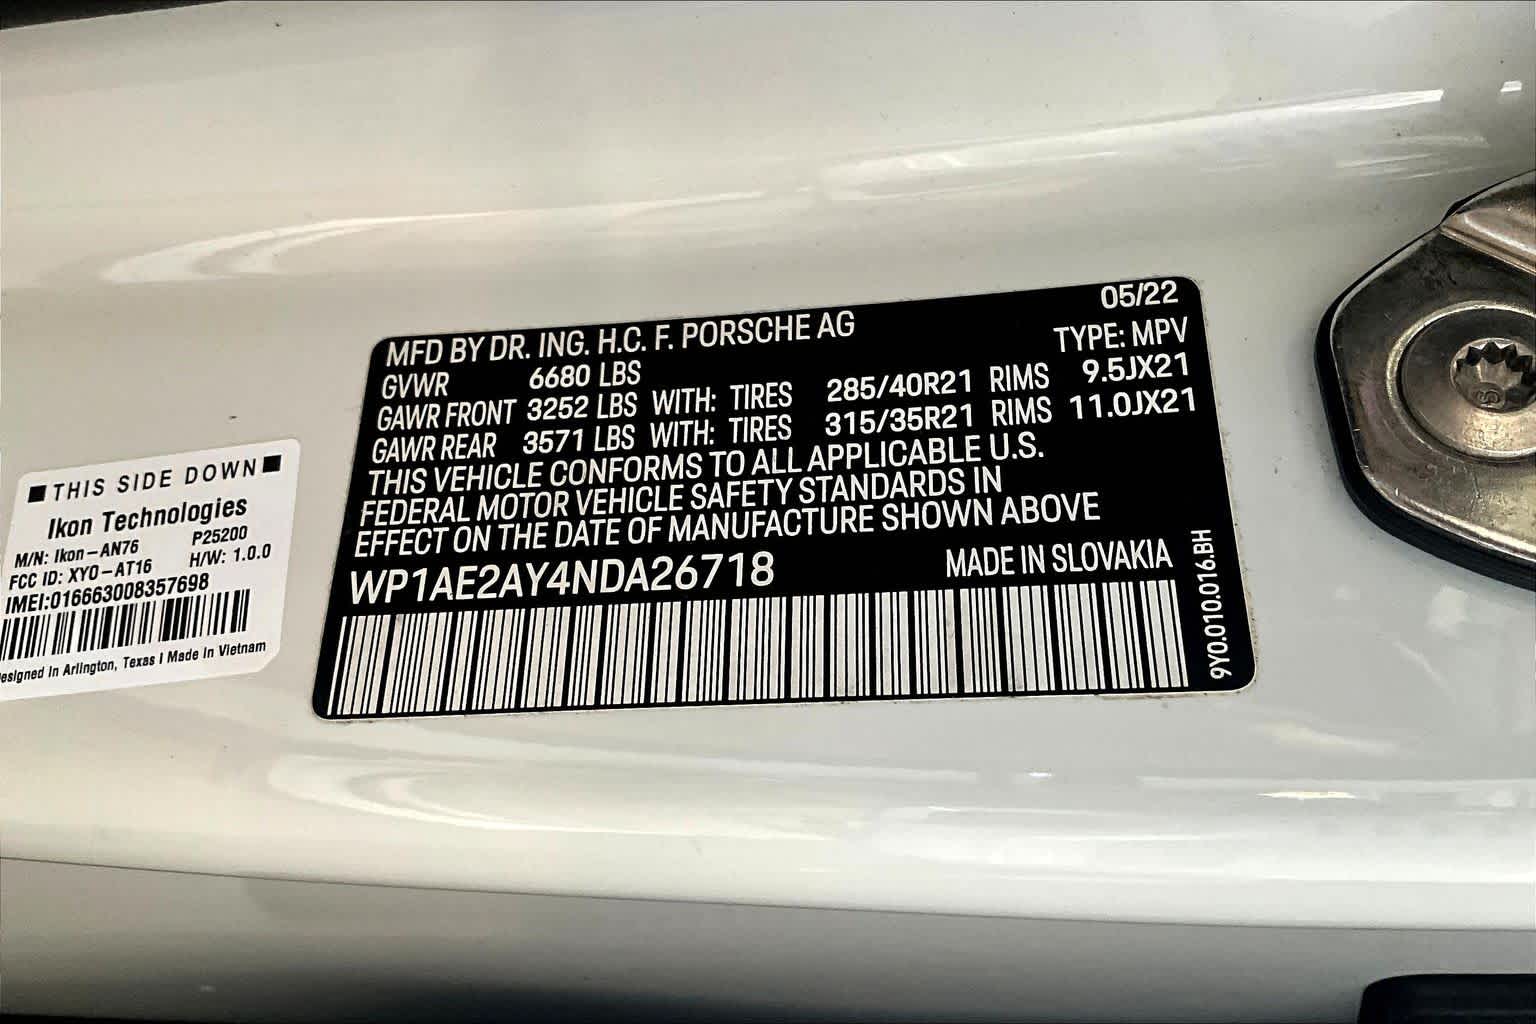 MFD BY DR. ING. H.C. F. PORSCHE AG 05/22
GVWR 6680 LBS TYPE: MPV
GAWR FRONT 3252 LBS WITH: TIRES 285/40R21 RIMS 9.5JX21
GAWR REAR 3571 LBS WITH: TIRES 315/35R21 RIMS 11.0JX21
THIS VEHICLE CONFORMS TO ALL APPLICABLE U.S.
FEDERAL MOTOR VEHICLE SAFETY STANDARDS IN
EFFECT ON THE DATE OF MANUFACTURE SHOWN ABOVE
WP1AE2AY4NDA26718 MADE IN SLOVAKIA
9Y0.010.016.BH
THIS SIDE DOWN
Ikon Technologies
M/N: Ikon-AN76 P25200
FCC ID: XYO-AT16 H/W: 1.0.0
IMEI:016663008357698
esigned in Arlington, Texas I Made in Vietnam